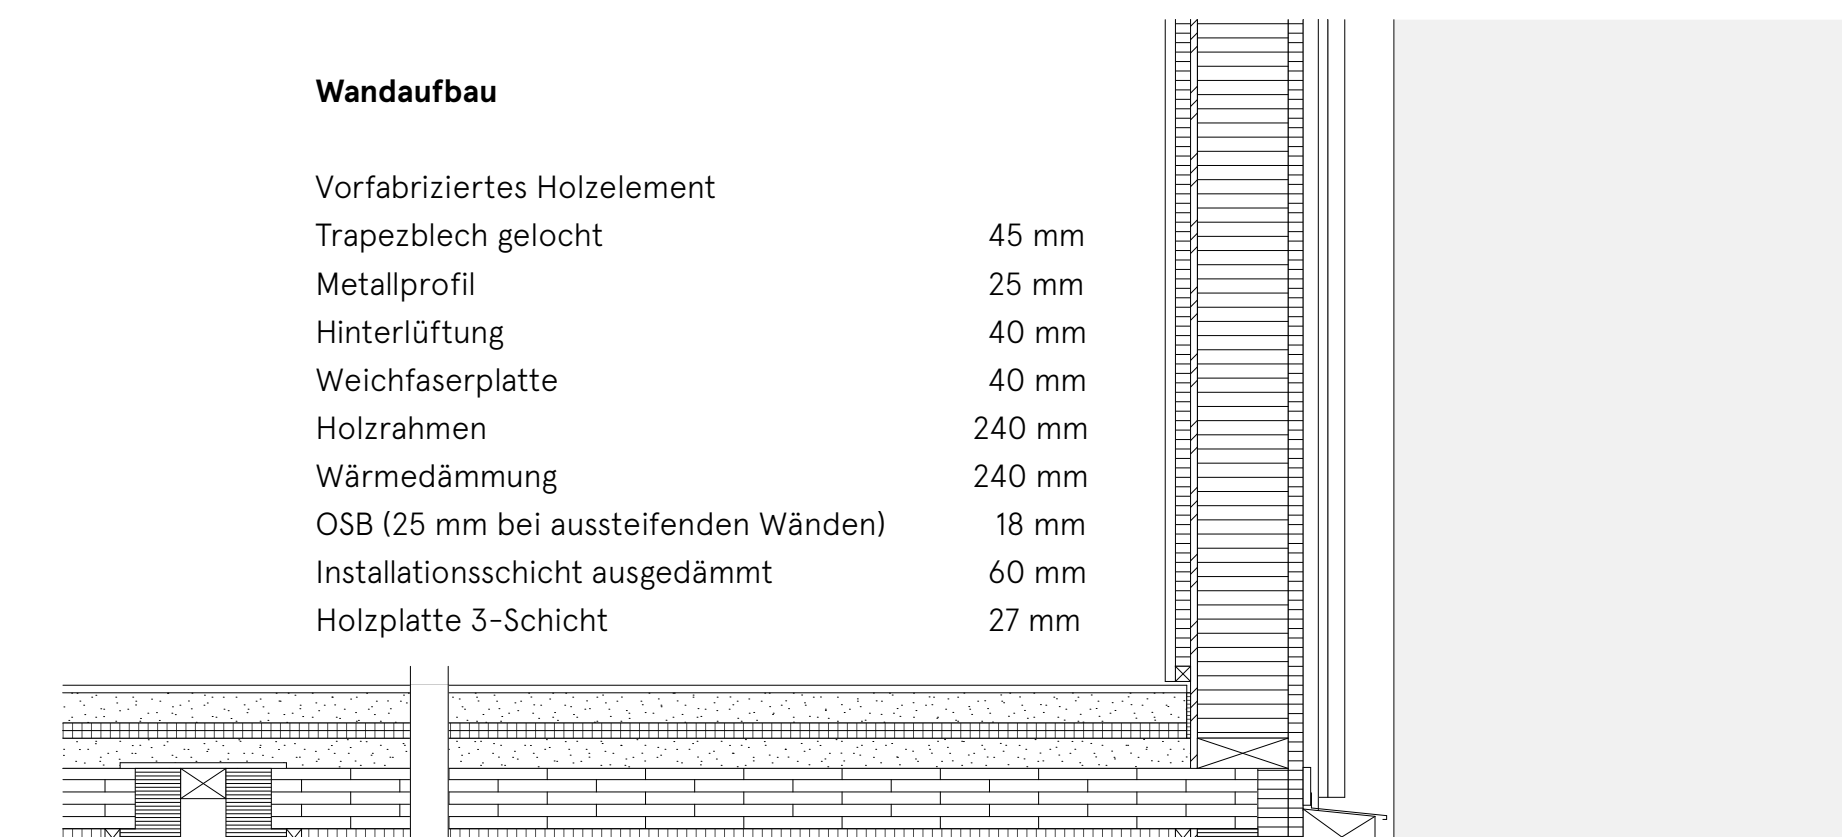 Wandaufbau
Vorfabriziertes Holzelement
Trapezblech gelocht 45 mm
Metallprofil 25 mm
Hinterlüftung 40 mm
Weichfaserplatte 40 mm
Holzrahmen 240 mm
Wärmedämmung 240 mm
OSB (25 mm bei aussteifenden Wänden) 18 mm
Installationsschicht ausgedämmt 60 mm
Holzplatte 3-Schicht 27 mm